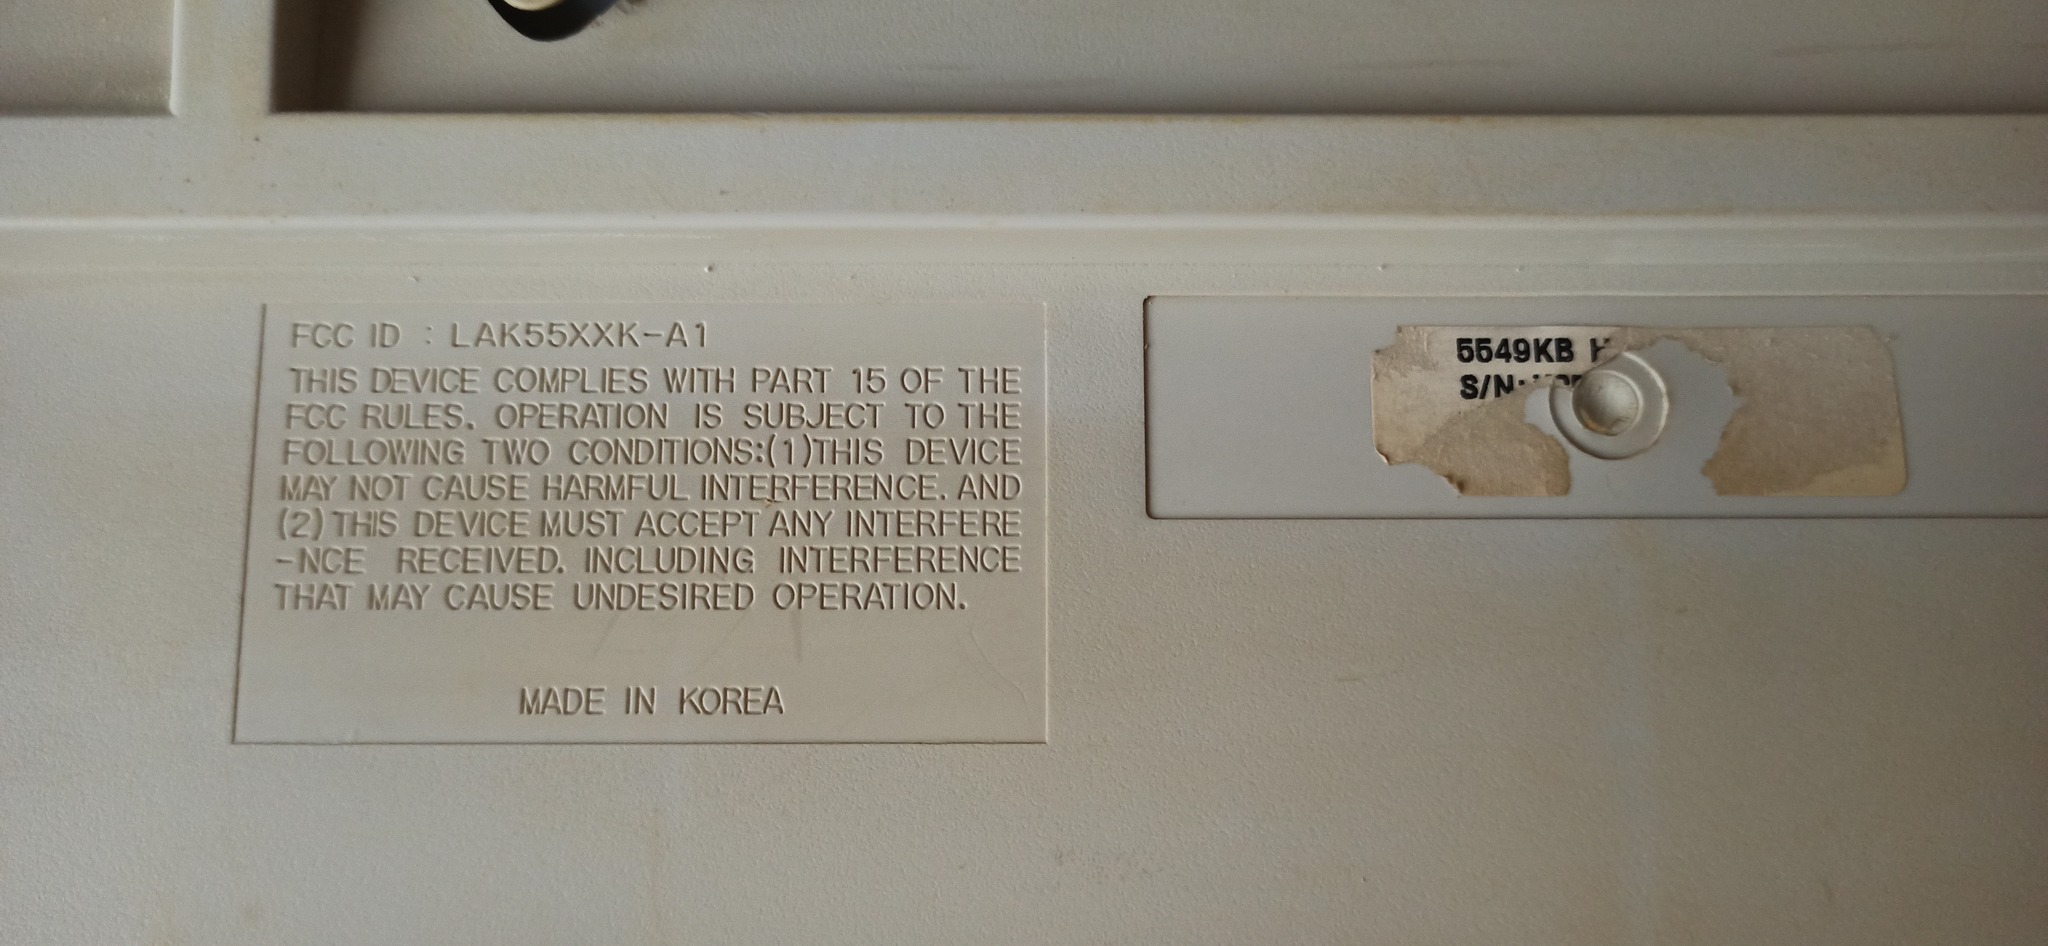 FCC ID : LAK55XXK-A1
THIS DEVICE COMPLIES WITH PART 15 OF THE
FCC RULES. OPERATION IS SUBJECT TO THE
FOLLOWING TWO CONDITIONS:(1)THIS DEVICE
MAY NOT CAUSE HARMFUL INTERFERENCE. AND
(2) THIS DEVICE MUST ACCEPT ANY INTERFERE
-NCE RECEIVED. INCLUDING INTERFERENCE
THAT MAY CAUSE UNDESIRED OPERATION.
MADE IN KOREA
5549KB H
S/N: